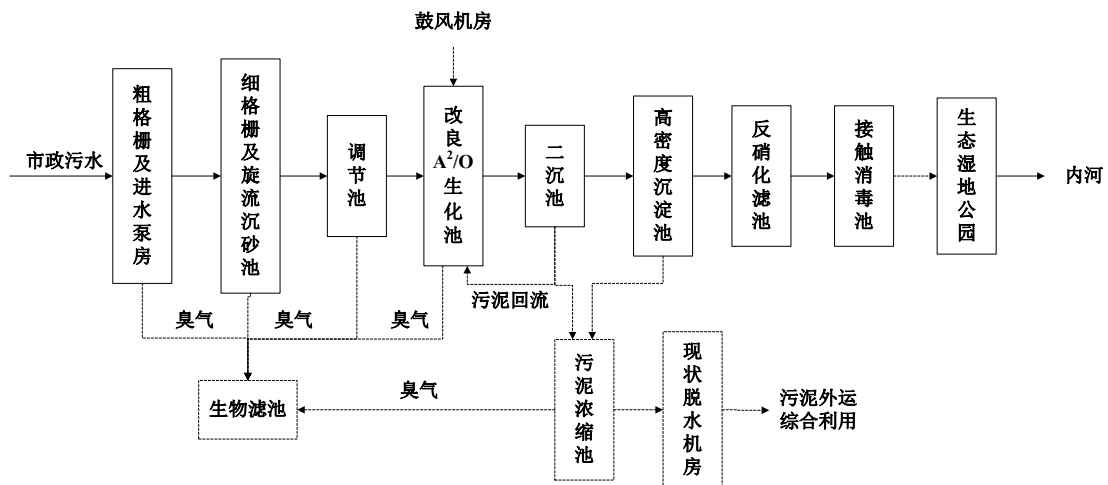 鼓风机房
市政污水
粗格栅及进水泵房
细格栅及旋流沉砂池
调节池
改良A²/O生化池
二沉池
高密度沉淀池
反硝化滤池
接触消毒池
生态湿地公园
内河
污泥回流
臭气
臭气
臭气
生物滤池
臭气
污泥浓缩池
现状脱水机房
污泥外运
综合利用